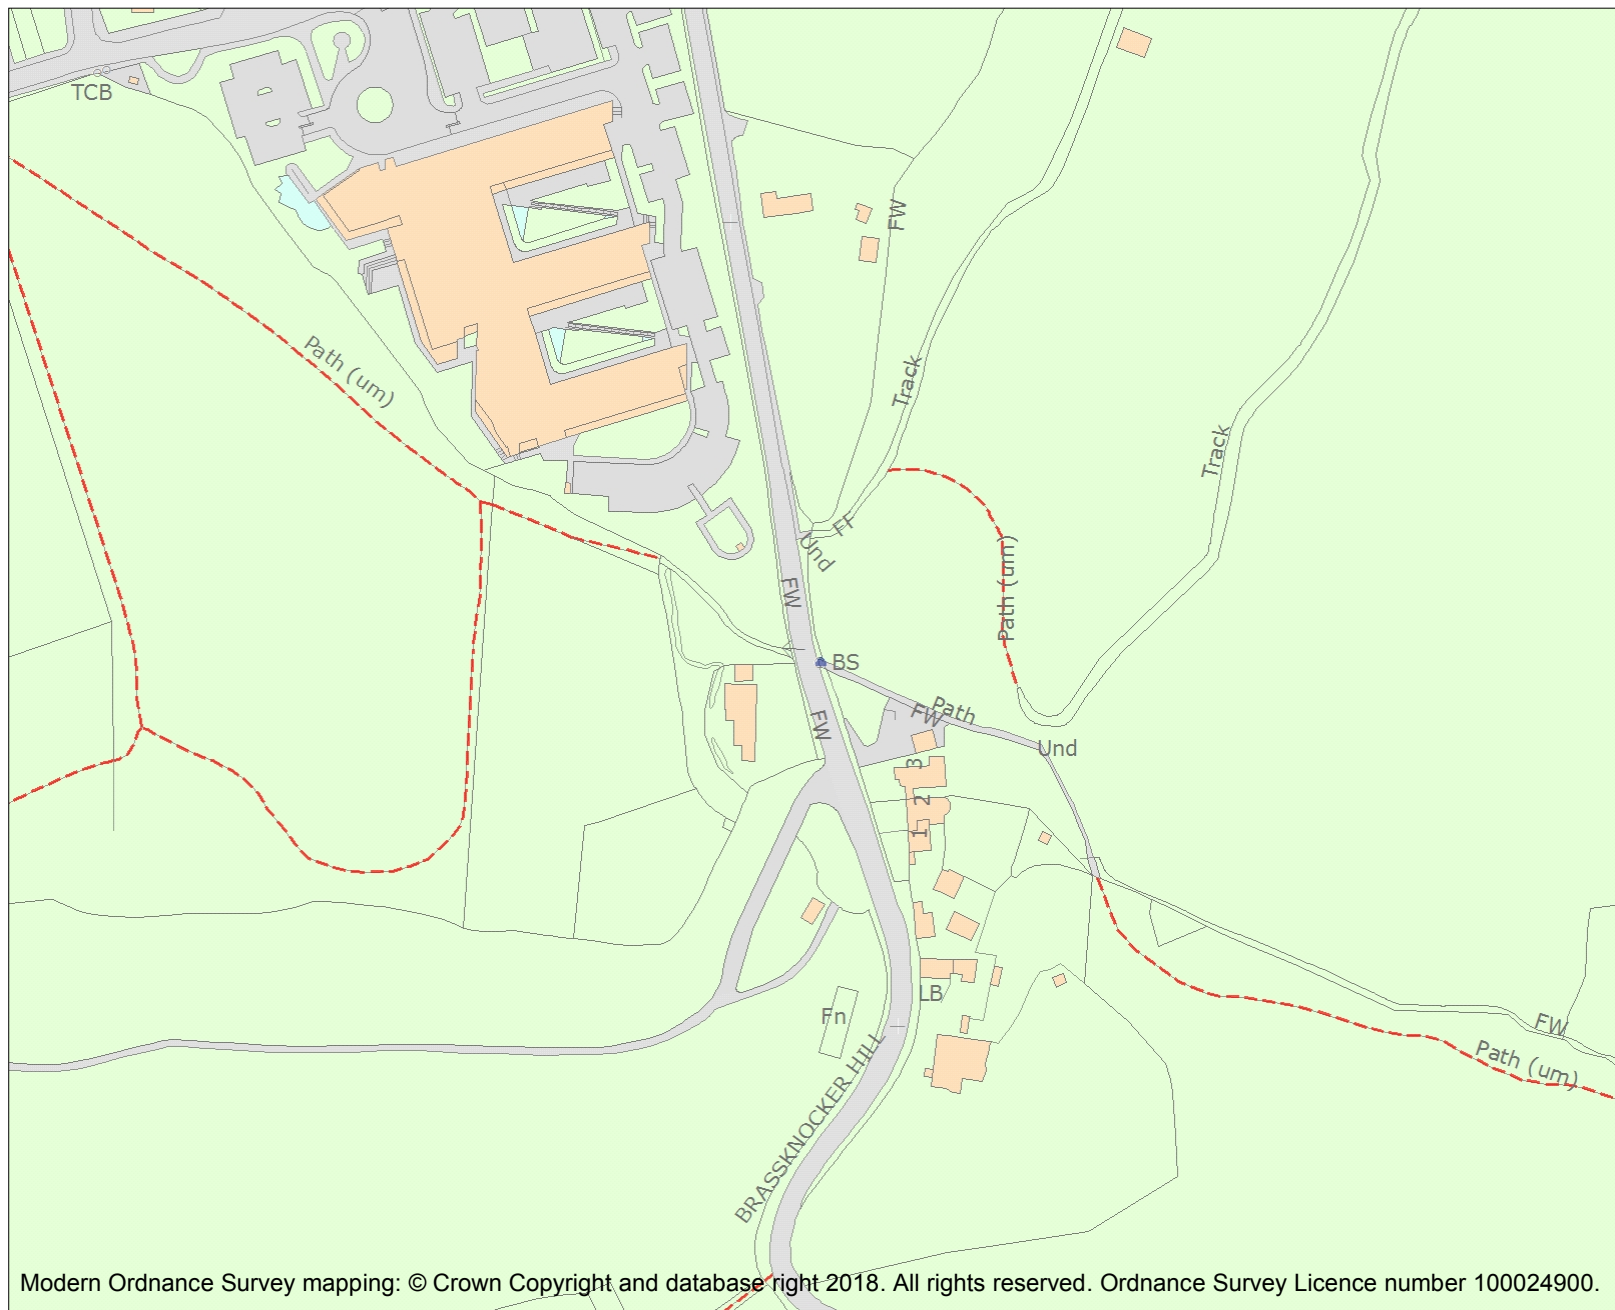 TCB
FW
Path (um)
Track
Track
FF
Und
Path (um)
FW
BS
Path
FW
FW
Und
3
2
1
LB
Fn
FW
BRASSKNOCKER HILL
Path (um)
Modern Ordnance Survey mapping: © Crown Copyright and database right 2018. All rights reserved. Ordnance Survey Licence number 100024900.